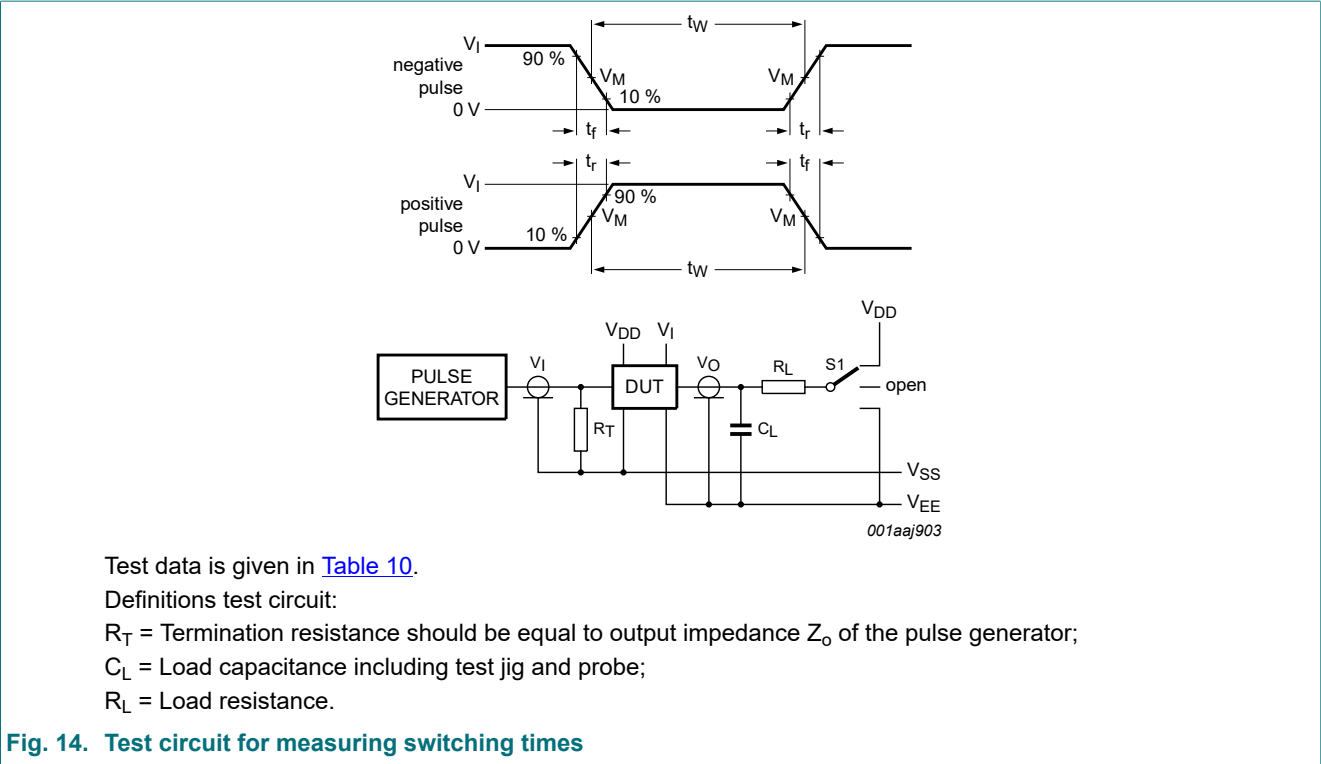 tW
VI
90 %
negative
pulse
VM
VM
10 %
0 V
tf
tr
tr
tf
VI
90 %
positive
pulse
VM
VM
10 %
0 V
tW
VDD
VDD
VI
PULSE
GENERATOR
VI
DUT
VO
RL
S1
open
RT
CL
VSS
VEE
001aaj903
Test data is given in Table 10.
Definitions test circuit:
RT = Termination resistance should be equal to output impedance Zo of the pulse generator;
CL = Load capacitance including test jig and probe;
RL = Load resistance.
Fig. 14. Test circuit for measuring switching times